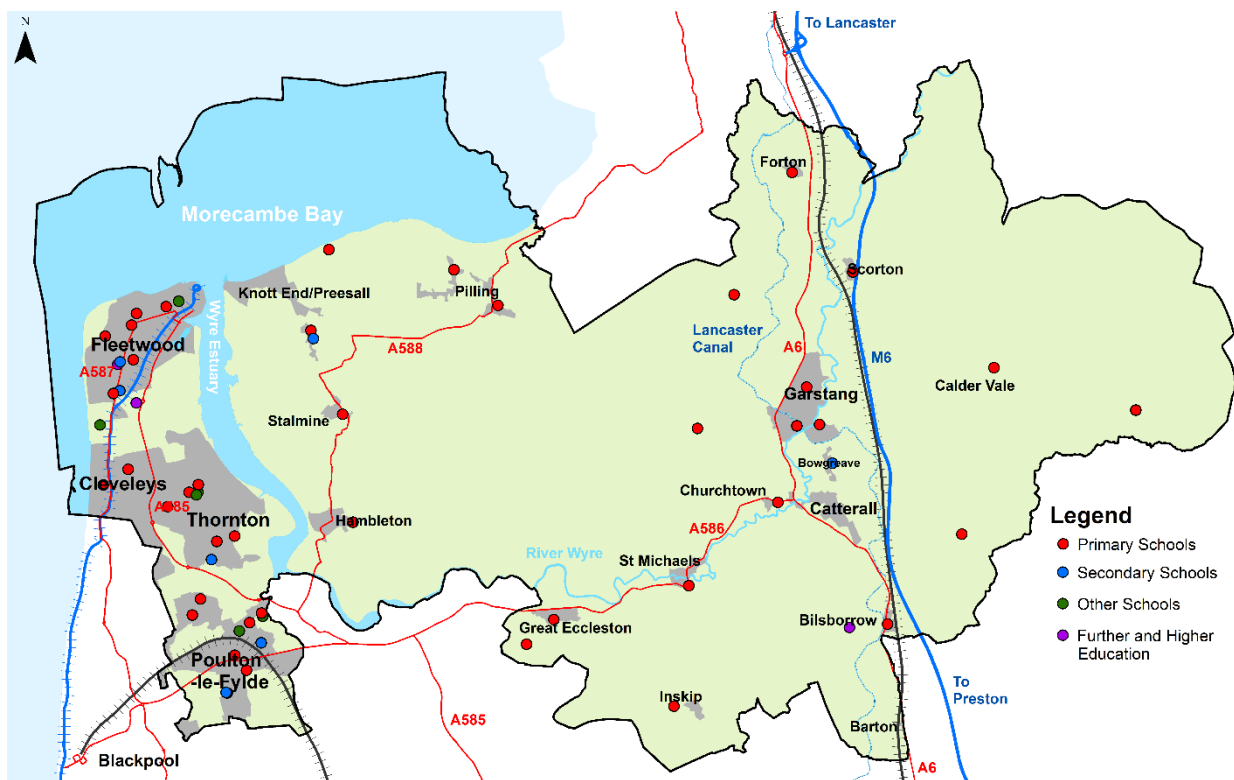 N
To Lancaster
Forton
Morecambe Bay
Scorton
Knott End/Preesall
Pilling
Wyre Estuary
Lancaster
Canal
Fleetwood
A588
A6
M6
A587
Calder Vale
Garstang
Stalmine
Bowgreave
Cleveleys
Churchtown
A585
Catterall
Thornton
Hambleton
A586
River Wyre
St Michaels
Great Eccleston
Bilsborrow
Poulton
-le-Fylde
Inskip
To
Preston
A585
Barton
Blackpool
A6
Legend
Primary Schools
Secondary Schools
Other Schools
Further and Higher
Education